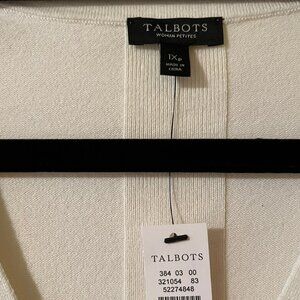 TALBOTS
WOMAN PETITES
1Xp
MADE IN
CHINA
TALBOTS
384 03 00
321054 83
52274848